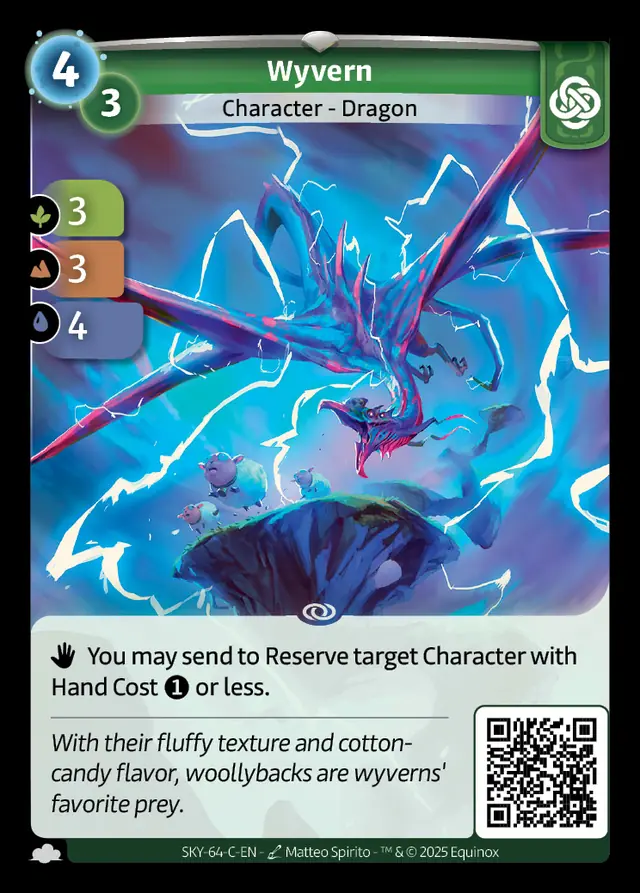 4
Wyvern
3
Character - Dragon
3
3
4
You may send to Reserve target Character with
Hand Cost 1 or less.
With their fluffy texture and cotton-
candy flavor, woollybacks are wyverns'
favorite prey.
SKY-64-C-EN - Matteo Spirito - ™ & © 2025 Equinox